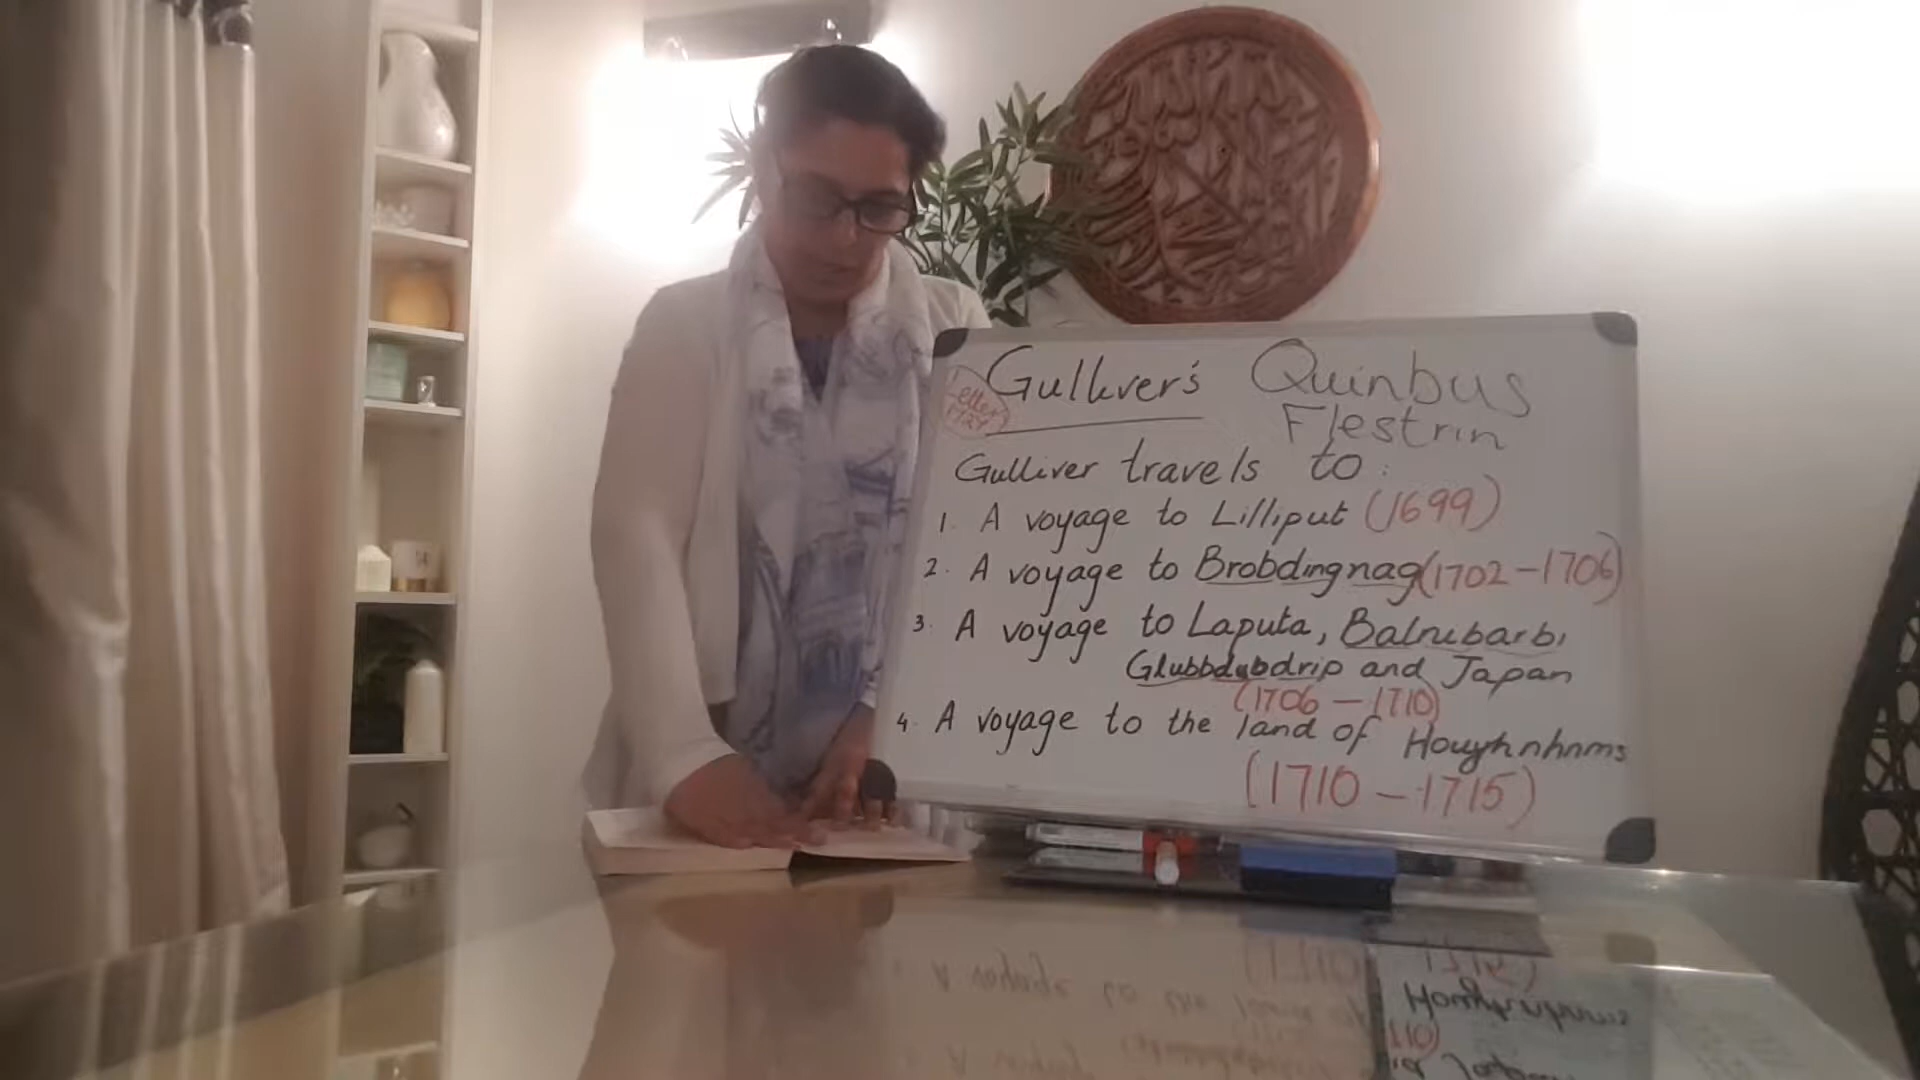 Gulliver's Quinbus
Flestrin
Letter
1727
Gulliver travels to:
1. A voyage to Lilliput (1699)
2. A voyage to Brobdingnag (1702-1706)
3. A voyage to Laputa, Balnibarbi
Glubbdubdrip and Japan
(1706 - 1710)
4. A voyage to the land of Houyhnhnms
(1710 - 1715)